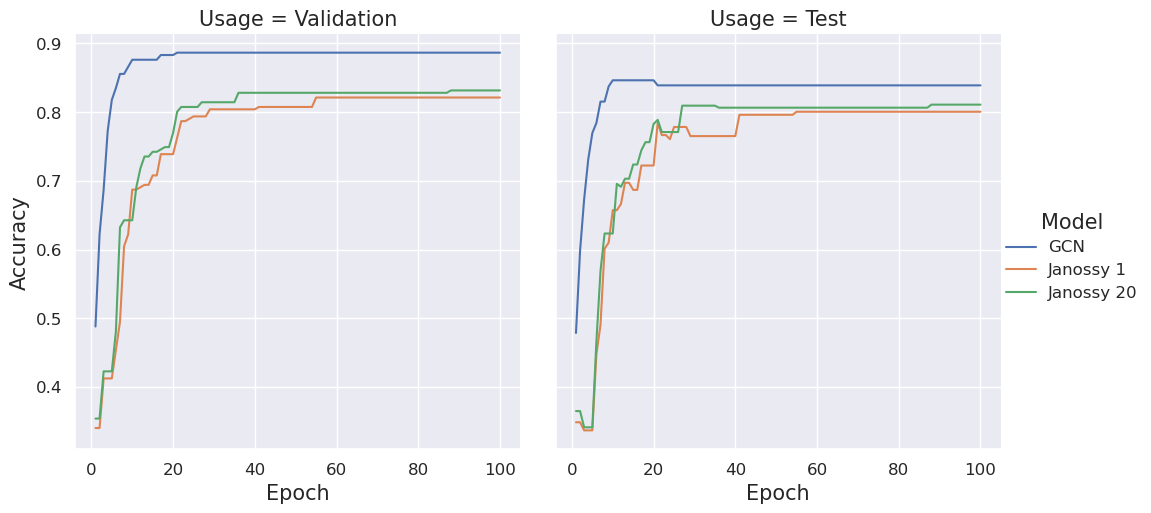 Usage = Validation
Usage = Test
0.9
0.8
0.7
0.6
0.5
0.4
Accuracy
0 20 40 60 80 100
0 20 40 60 80 100
Epoch
Epoch
Model
GCN
Janossy 1
Janossy 20